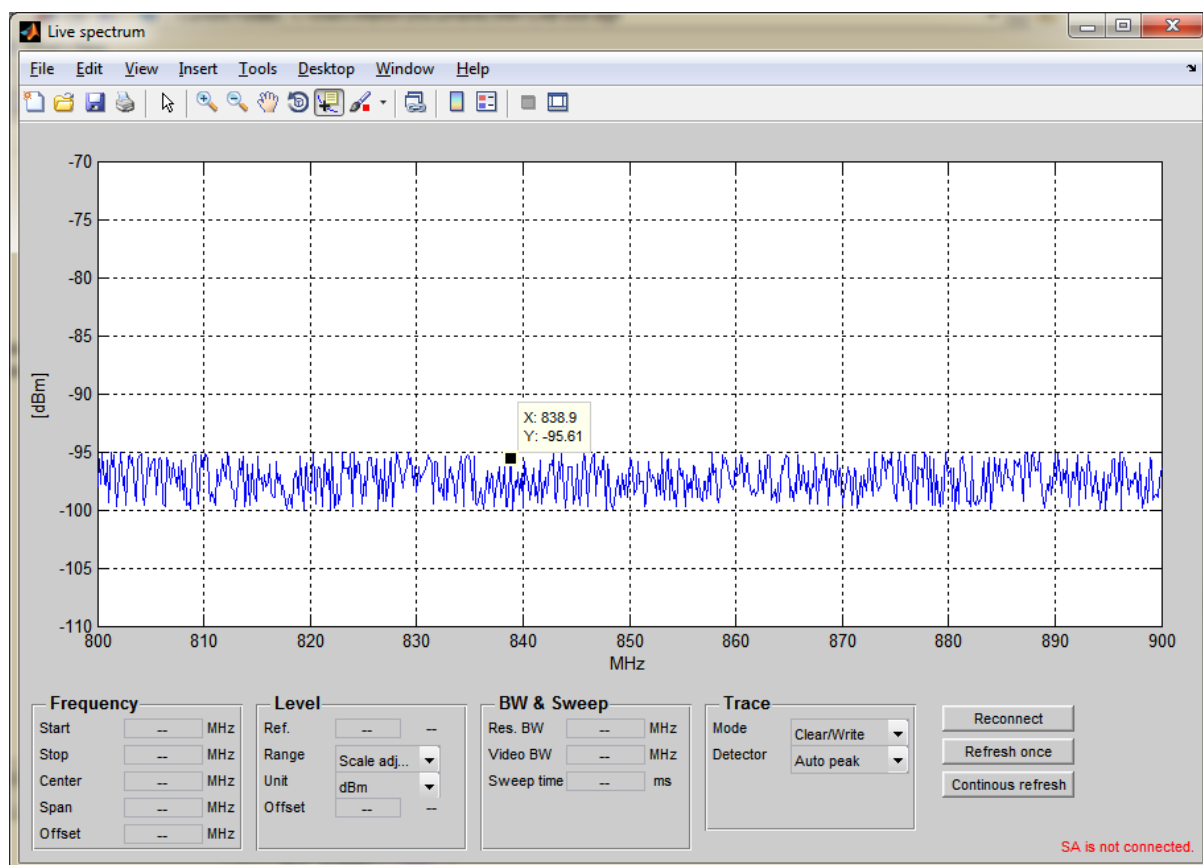 Live spectrum
File Edit View Insert Tools Desktop Window Help
-70
-75
-80
-85
-90
-95
-100
-105
-110
[dBm]
X: 838.9
Y: -95.61
800 810 820 830 840 850 860 870 880 890 900
MHz
Frequency
Start -- MHz
Stop -- MHz
Center -- MHz
Span -- MHz
Offset -- MHz
Level
Ref. -- --
Range Scale adj...
Unit dBm
Offset -- --
BW & Sweep
Res. BW -- MHz
Video BW -- MHz
Sweep time -- ms
Trace
Mode Clear/Write
Detector Auto peak
Reconnect
Refresh once
Continous refresh
SA is not connected.